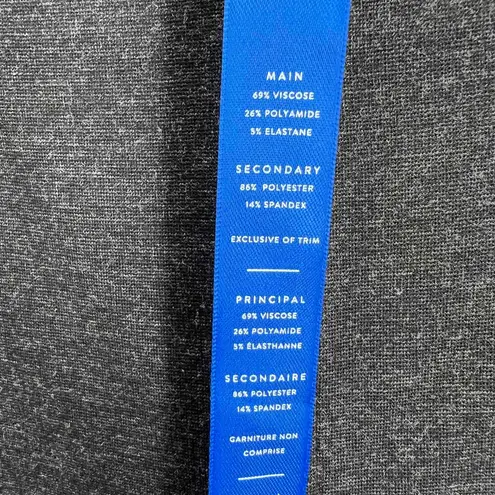 MAIN
69% VISCOSE
26% POLYAMIDE
5% ELASTANE
SECONDARY
86% POLYESTER
14% SPANDEX
EXCLUSIVE OF TRIM
PRINCIPAL
69% VISCOSE
26% POLYAMIDE
5% ÉLASTHANNE
SECONDAIRE
86% POLYESTER
14% SPANDEX
GARNITURE NON
COMPRISE